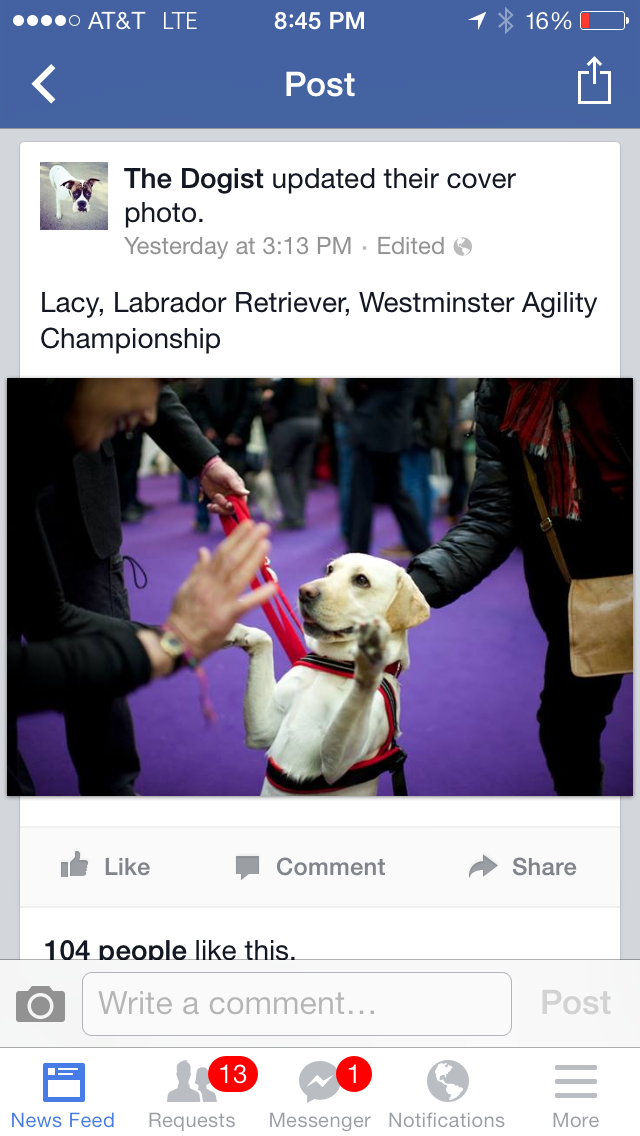 AT&T LTE 8:45 PM 16%
Post
The Dogist updated their cover
photo.
Yesterday at 3:13 PM · Edited
Lacy, Labrador Retriever, Westminster Agility
Championship
Like Comment Share
104 people like this.
Write a comment... Post
13 1
News Feed Requests Messenger Notifications More